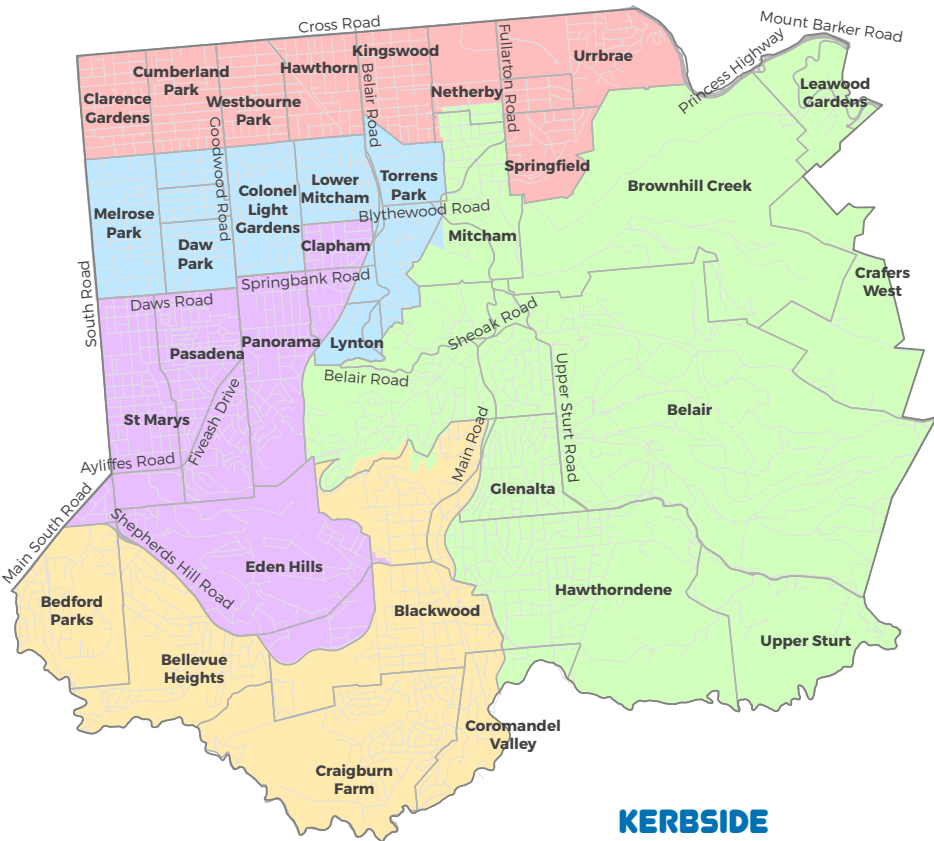 Cross Road
Mount Barker Road
Kingswood
Fullarton Road
Urrbrae
Princess Highway
Cumberland
Park
Hawthorn
Belair Road
Leawood
Gardens
Clarence
Gardens
Westbourne
Park
Netherby
Goodwood Road
Springfield
Brownhill Creek
Colonel
Light
Gardens
Lower
Mitcham
Torrens
Park
Melrose
Park
Blythewood Road
Daw
Park
Clapham
Mitcham
South Road
Springbank Road
Crafers
West
Daws Road
Sheoak Road
Pasadena
Panorama
Lynton
Belair Road
Upper Sturt Road
Belair
St Marys
Fiveash Drive
Main Road
Ayliffes Road
Glenalta
Main South Road
Shepherds Hill Road
Eden Hills
Hawthorndene
Bedford
Parks
Blackwood
Upper Sturt
Bellevue
Heights
Coromandel
Valley
Craigburn
Farm
KERBSIDE